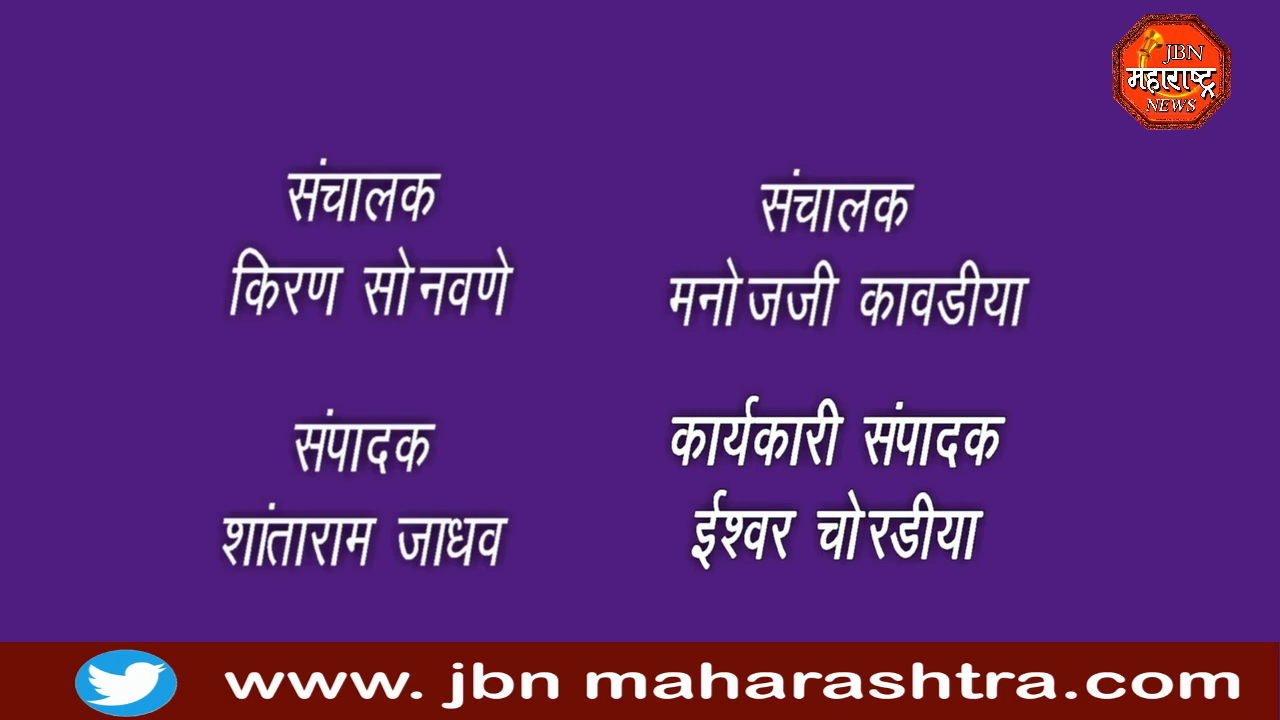 JBN
महाराष्ट्र
NEWS
संचालक
किरण सोनवणे
संचालक
मनोजजी कावडीया
संपादक
शांताराम जाधव
कार्यकारी संपादक
ईश्वर चोरडीया
www. jbn maharashtra.com